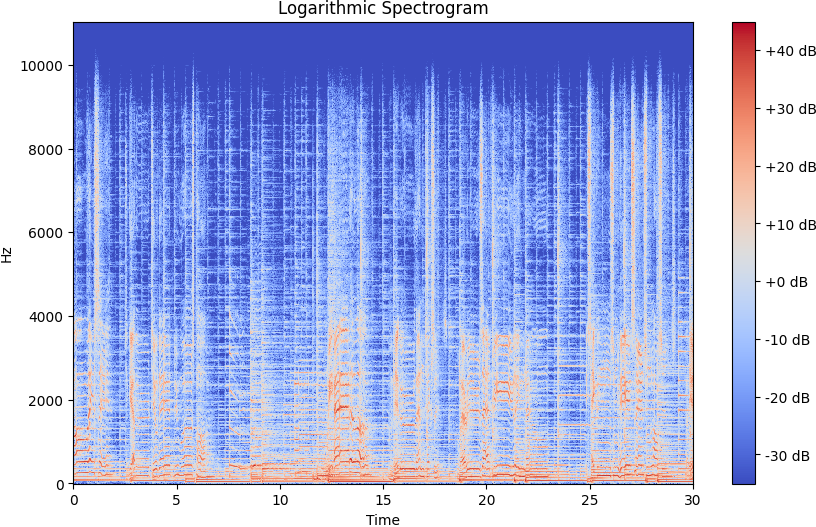 Logarithmic Spectrogram
Hz
10000
8000
6000
4000
2000
0
0 5 10 15 20 25 30
Time
+40 dB
+30 dB
+20 dB
+10 dB
+0 dB
-10 dB
-20 dB
-30 dB